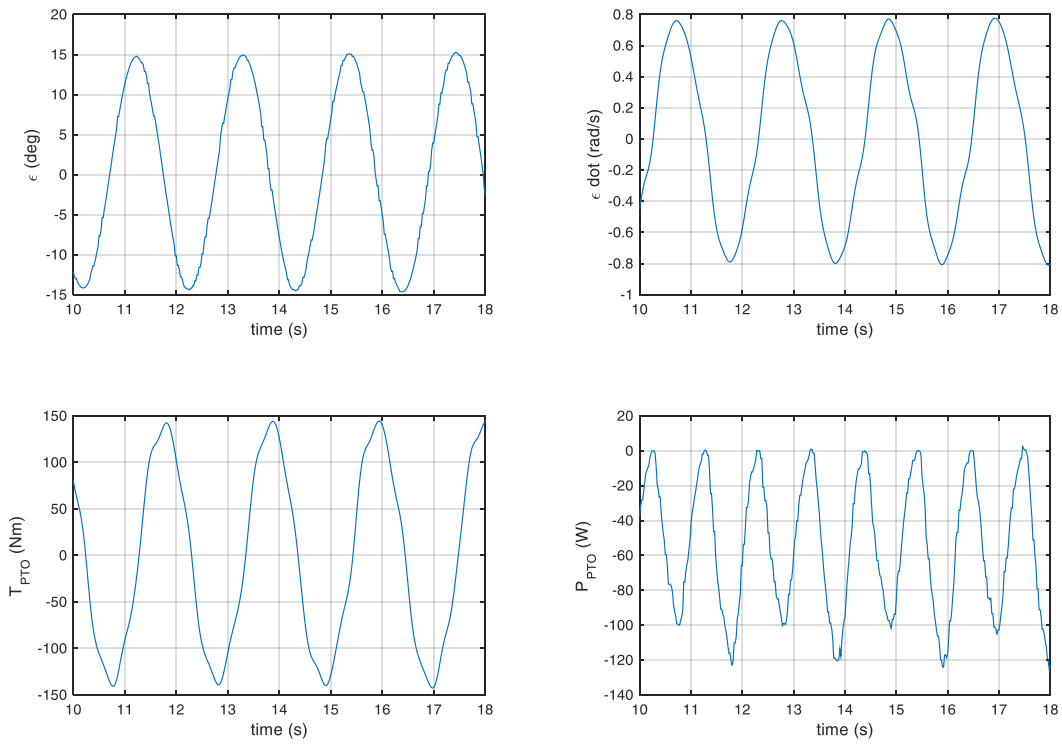 20
15
10
5
0
-5
-10
-15
ϵ (deg)
10 11 12 13 14 15 16 17 18
time (s)
0.8
0.6
0.4
0.2
0
-0.2
-0.4
-0.6
-0.8
-1
ϵ dot (rad/s)
10 11 12 13 14 15 16 17 18
time (s)
150
100
50
0
-50
-100
-150
T_PTO (Nm)
10 11 12 13 14 15 16 17 18
time (s)
20
0
-20
-40
-60
-80
-100
-120
-140
P_PTO (W)
10 11 12 13 14 15 16 17 18
time (s)